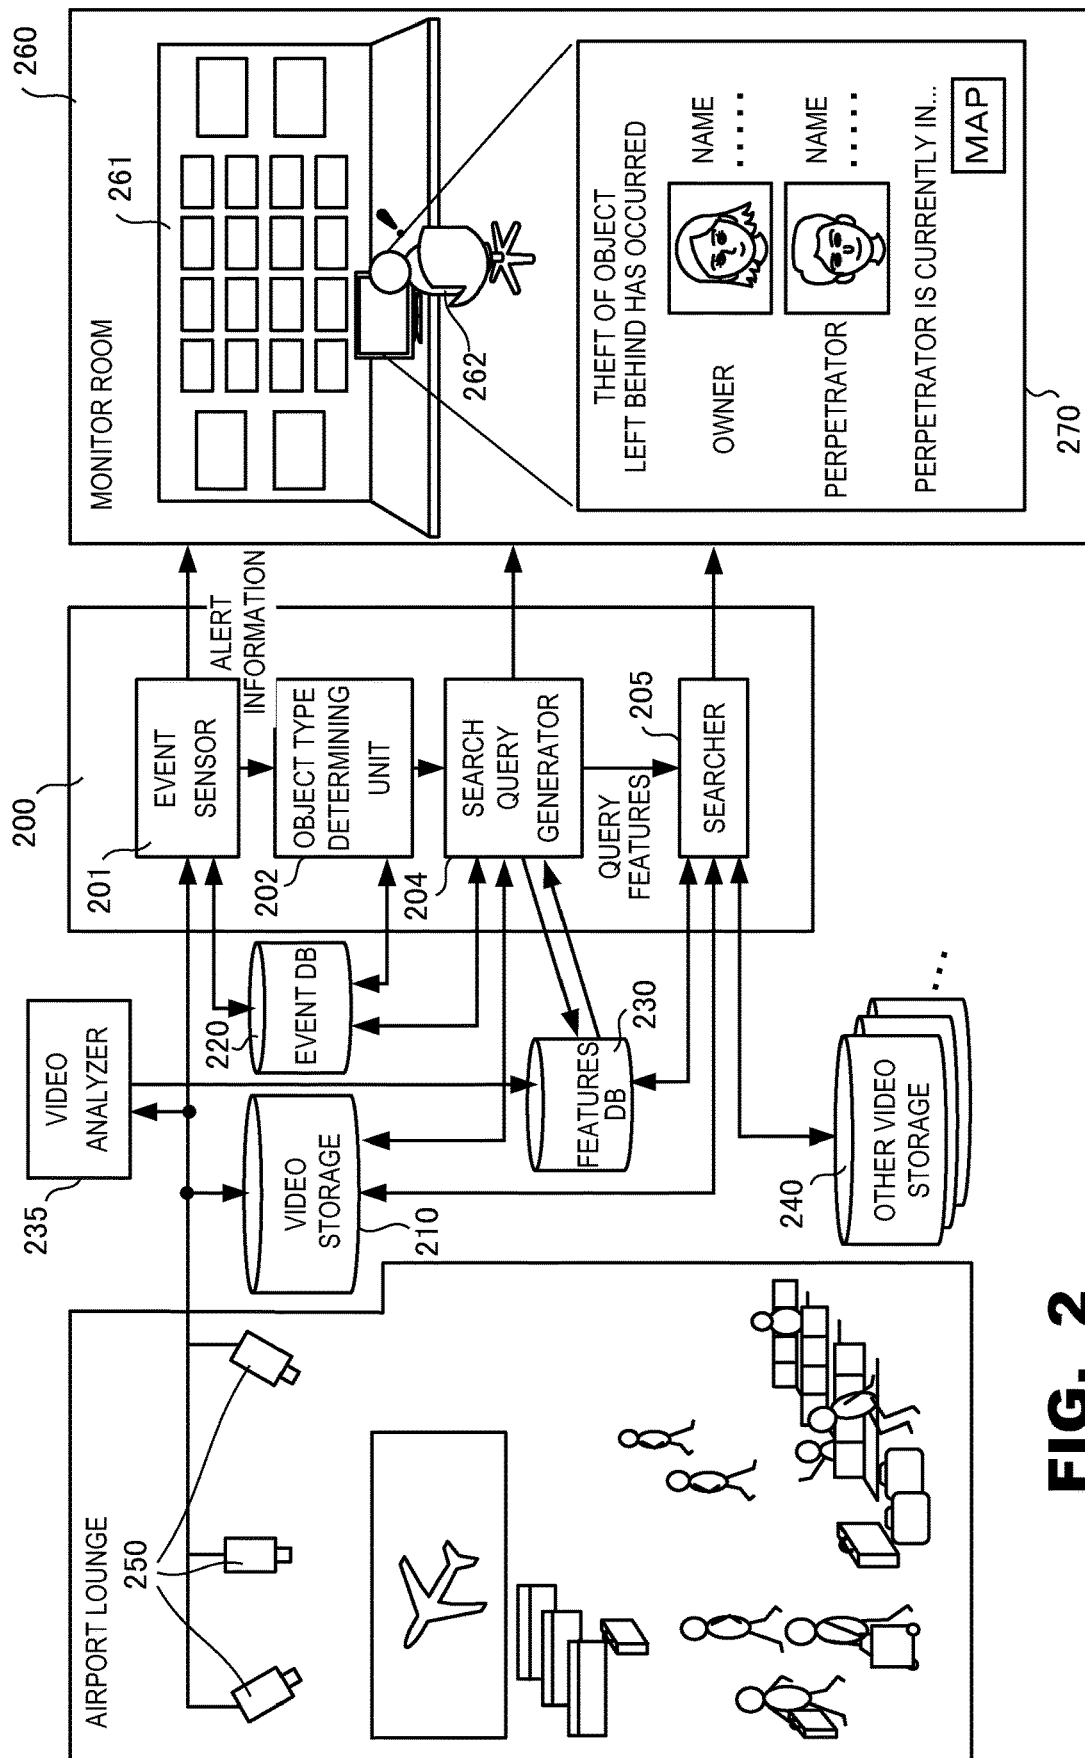 AIRPORT LOUNGE
250
235
VIDEO
ANALYZER
VIDEO
STORAGE
210
220
EVENT DB
FEATURES
DB
230
240
OTHER VIDEO
STORAGE
...
200
201
EVENT
SENSOR
ALERT
INFORMATION
202
OBJECT TYPE
DETERMINING
UNIT
204
SEARCH
QUERY
GENERATOR
QUERY
FEATURES
205
SEARCHER
260
MONITOR ROOM
261
262
THEFT OF OBJECT
LEFT BEHIND HAS OCCURRED
OWNER
NAME
.....
PERPETRATOR
NAME
.....
PERPETRATOR IS CURRENTLY IN...
MAP
270
FIG. 2